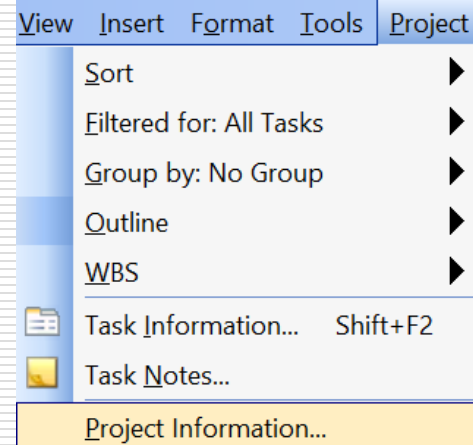 View Insert Format Tools Project
Sort
Filtered for: All Tasks
Group by: No Group
Outline
WBS
Task Information... Shift+F2
Task Notes...
Project Information...